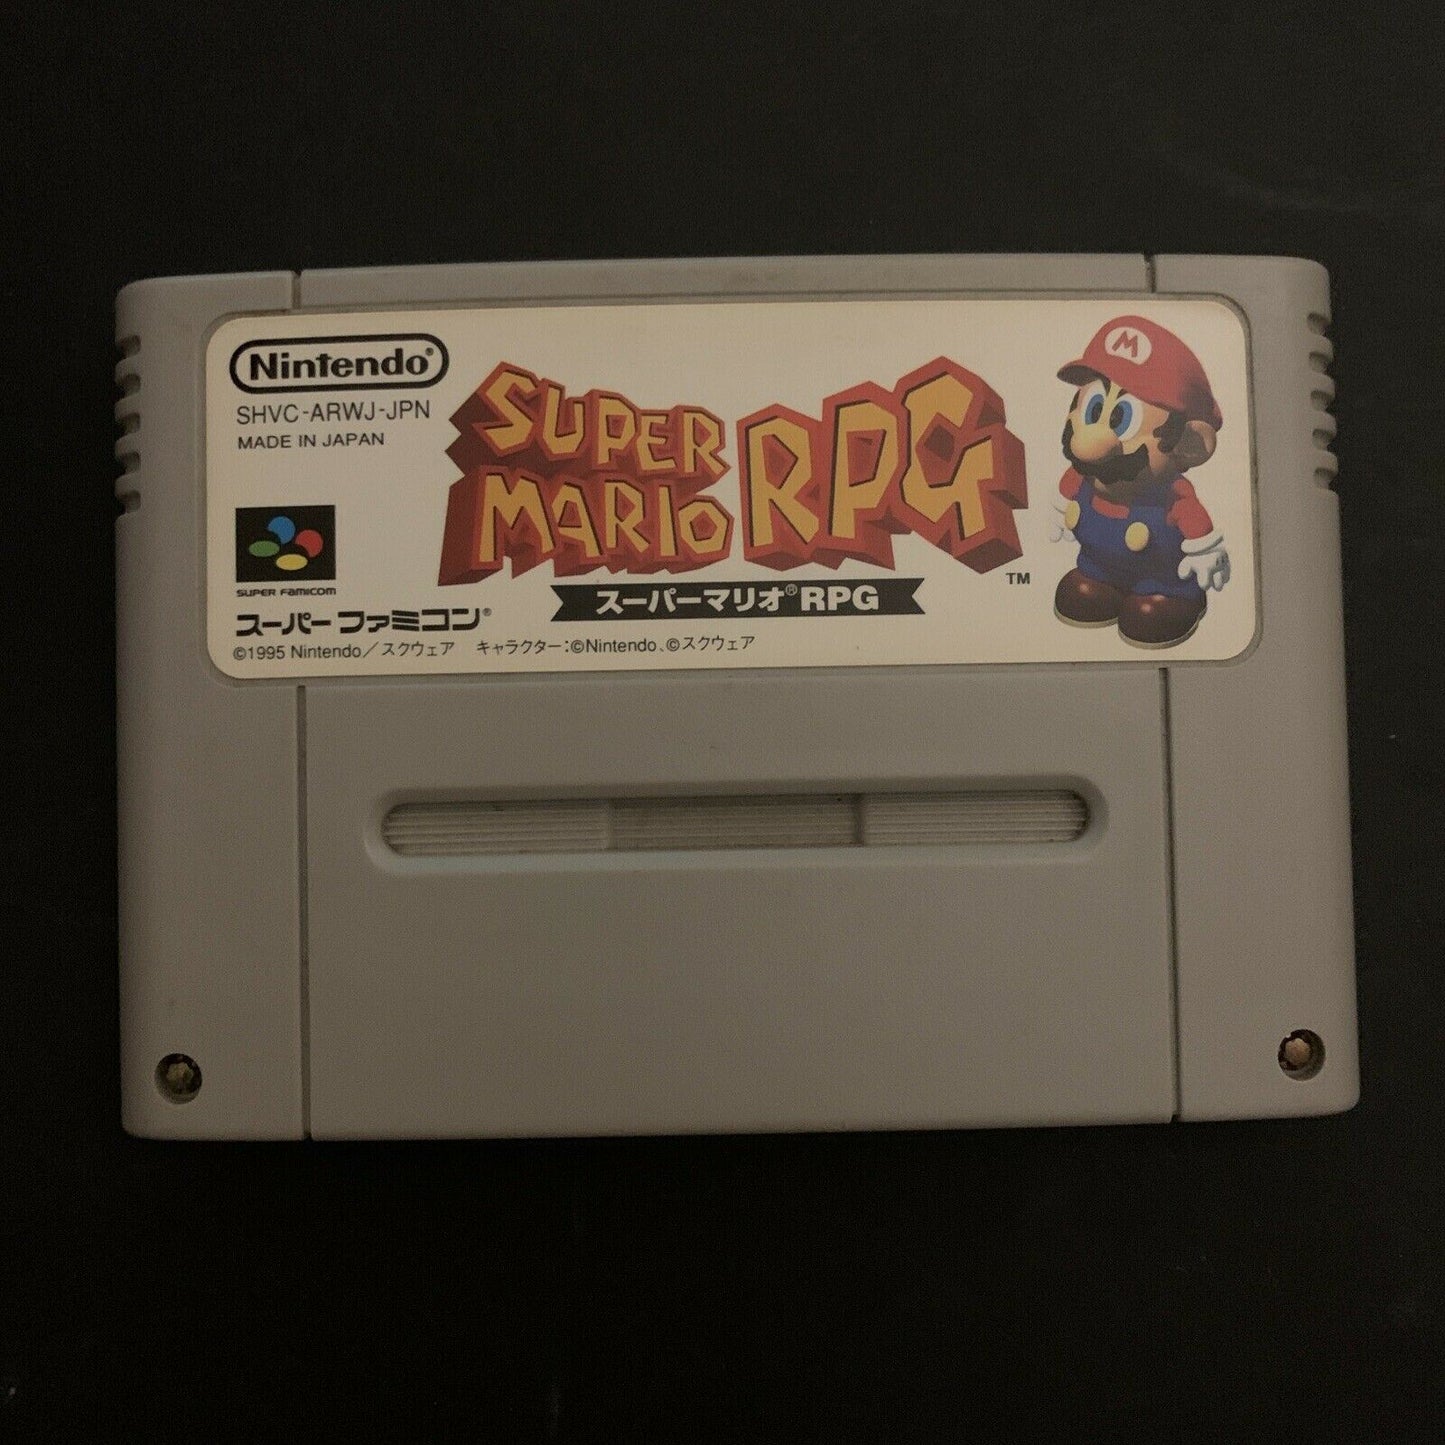 Nintendo®
SHVC-ARWJ-JPN
MADE IN JAPAN
SUPER FAMICOM
スーパーファミコン®
©1995 Nintendo／スクウェア キャラクター：©Nintendo、©スクウェア
SUPER
MARIO RPG
TM
スーパーマリオ®RPG
M